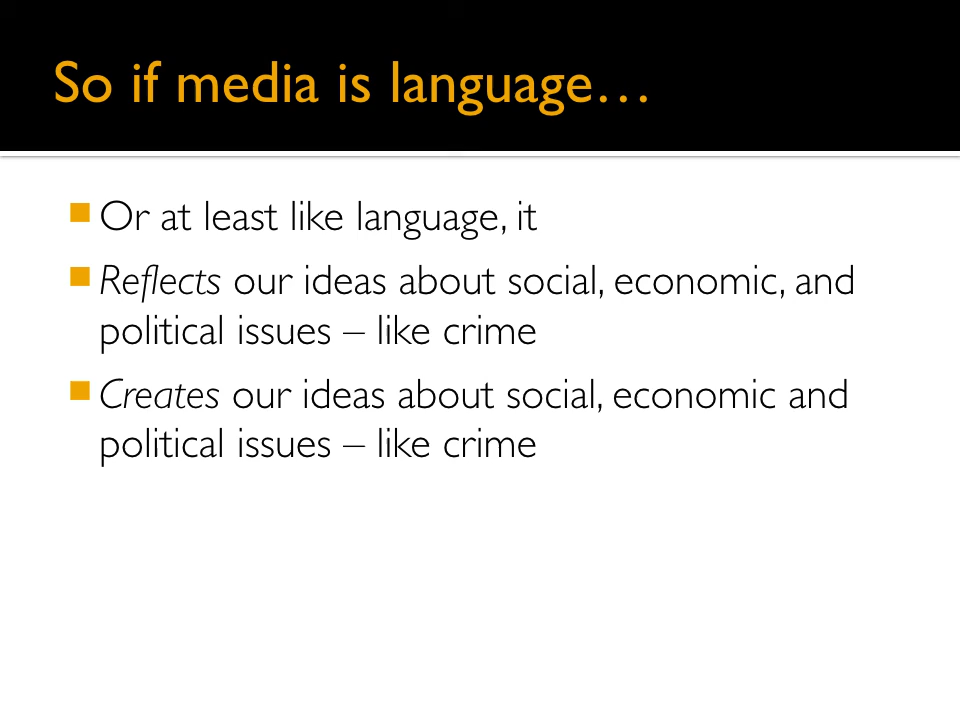 So if media is language…
Or at least like language, it
Reflects our ideas about social, economic, and
political issues – like crime
Creates our ideas about social, economic and
political issues – like crime